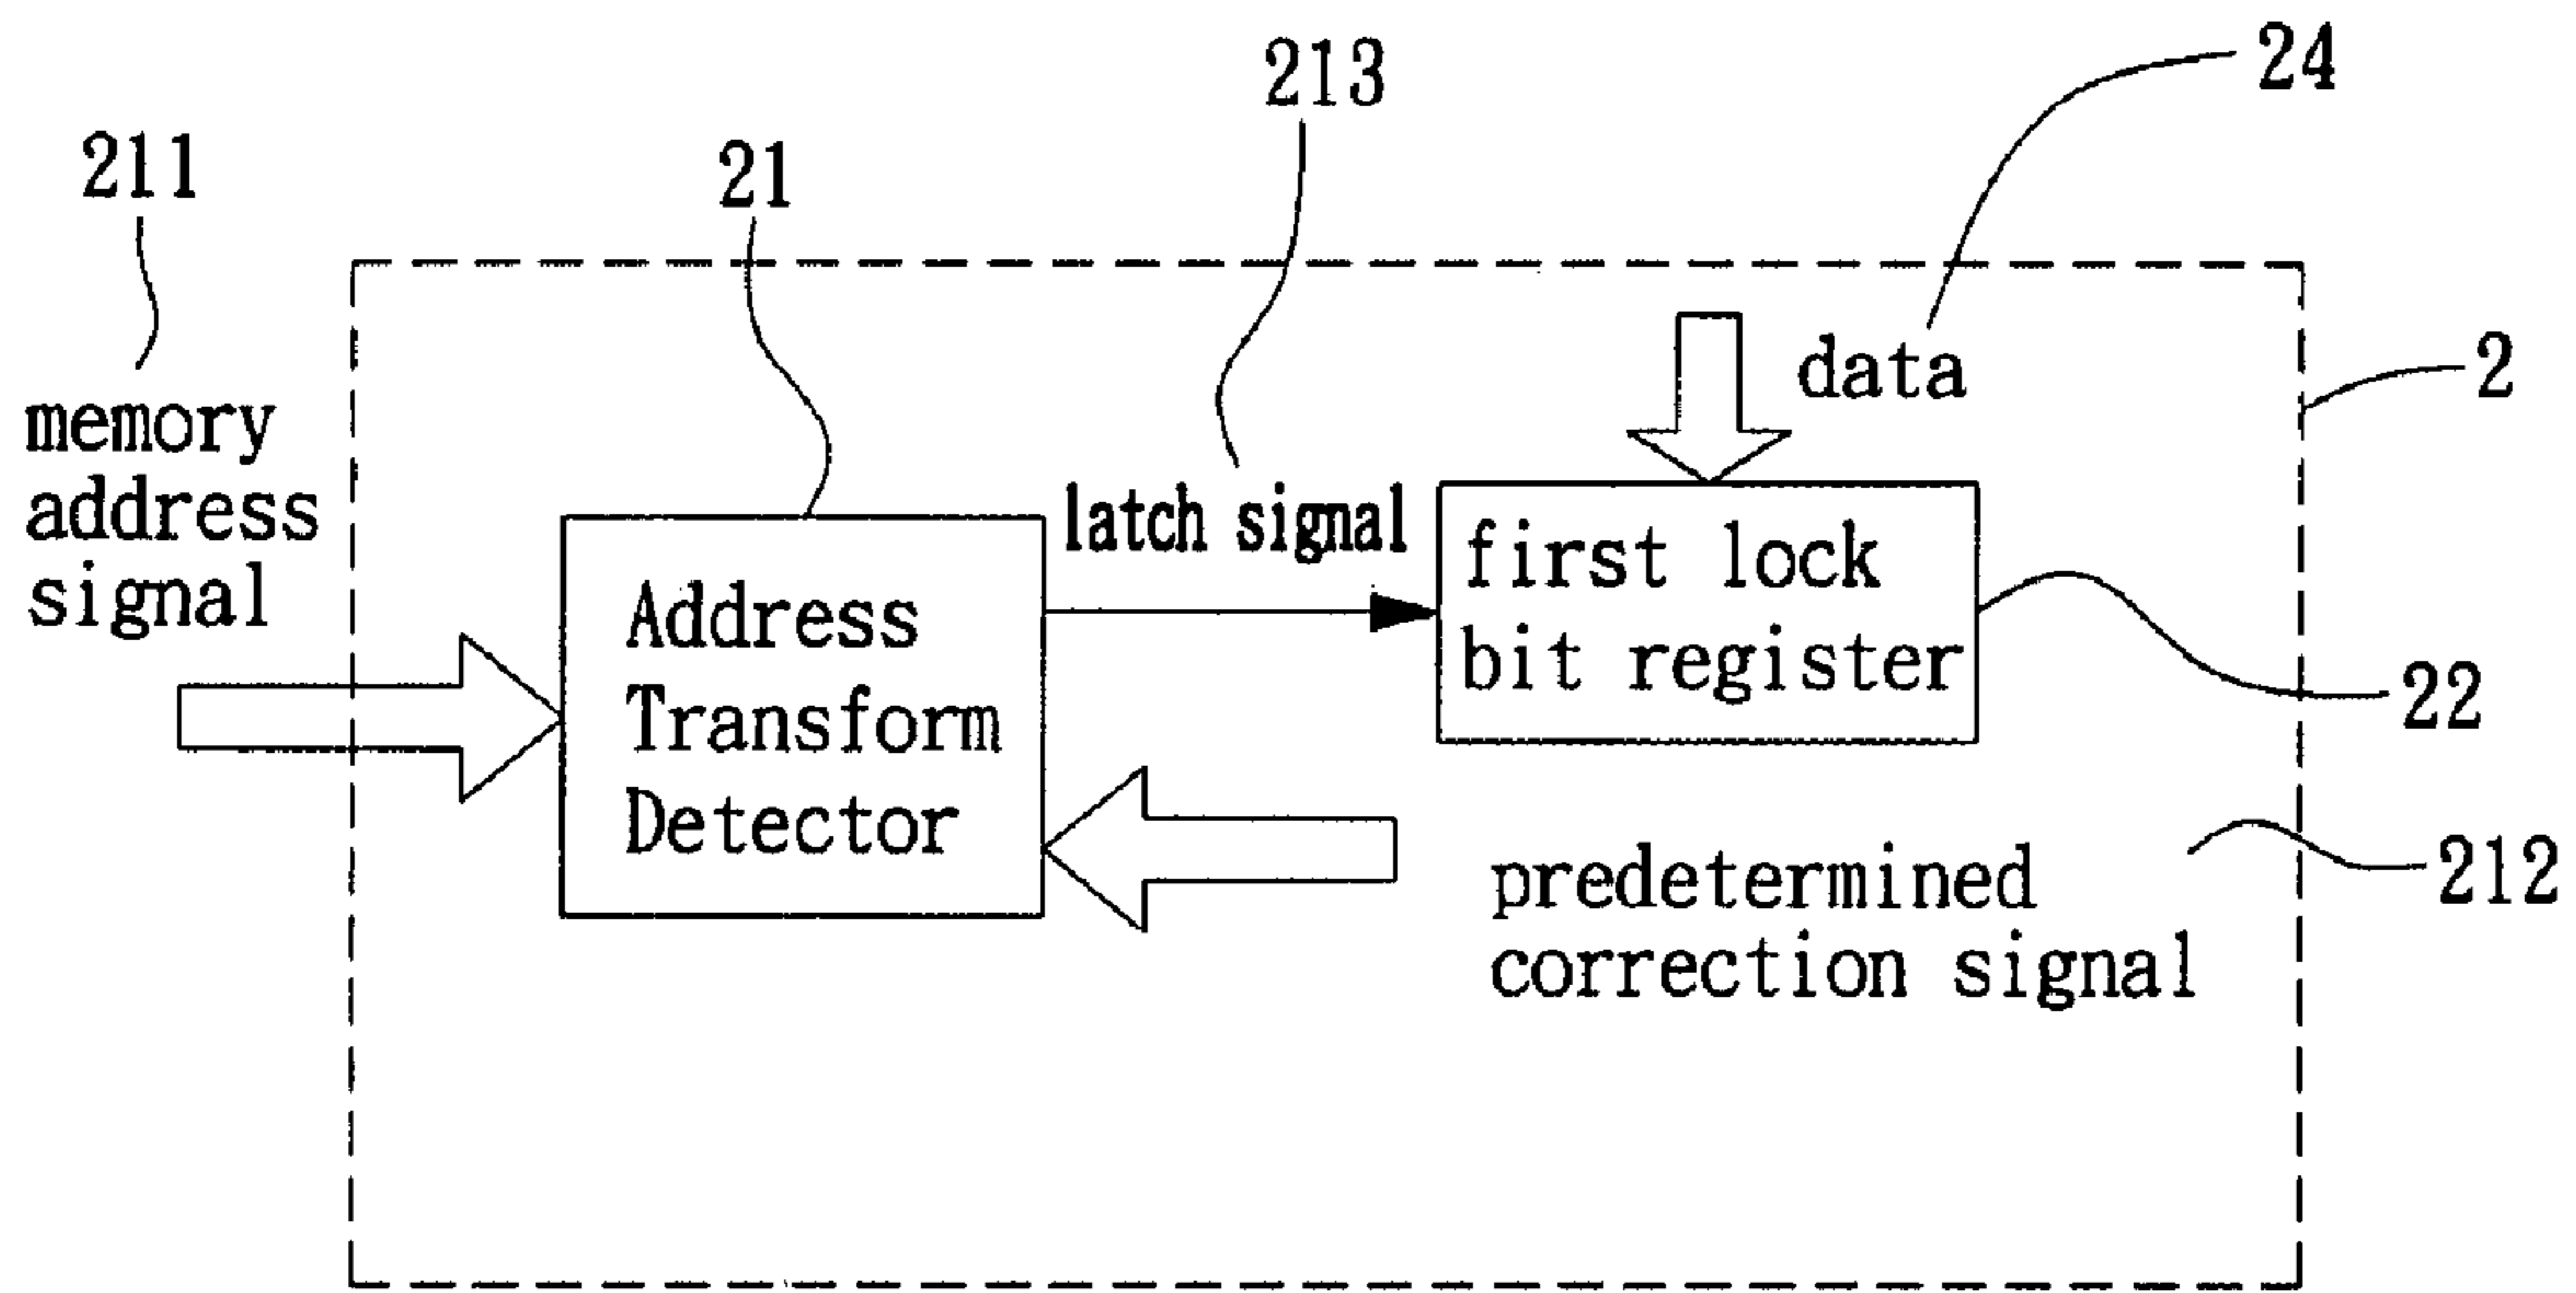 24
213
211
21
2
memory
address
signal
data
latch signal
first lock
bit register
Address
Transform
Detector
22
212
predetermined
correction signal